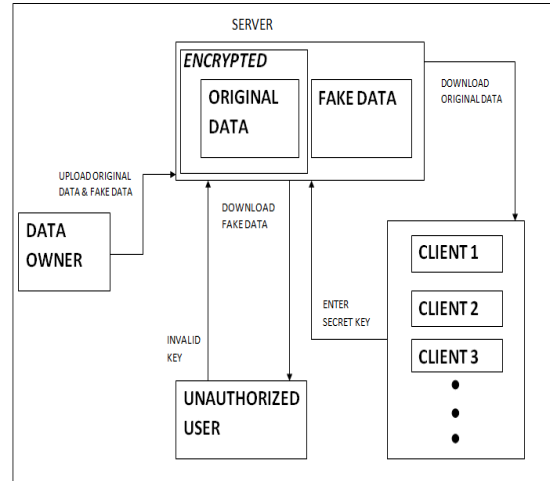 SERVER
ENCRYPTED
ORIGINAL
DATA
FAKE DATA
DOWNLOAD
ORIGINAL DATA
UPLOAD ORIGINAL
DATA & FAKE DATA
DATA
OWNER
DOWNLOAD
FAKE DATA
CLIENT 1
CLIENT 2
CLIENT 3
ENTER
SECRET KEY
INVALID
KEY
UNAUTHORIZED
USER